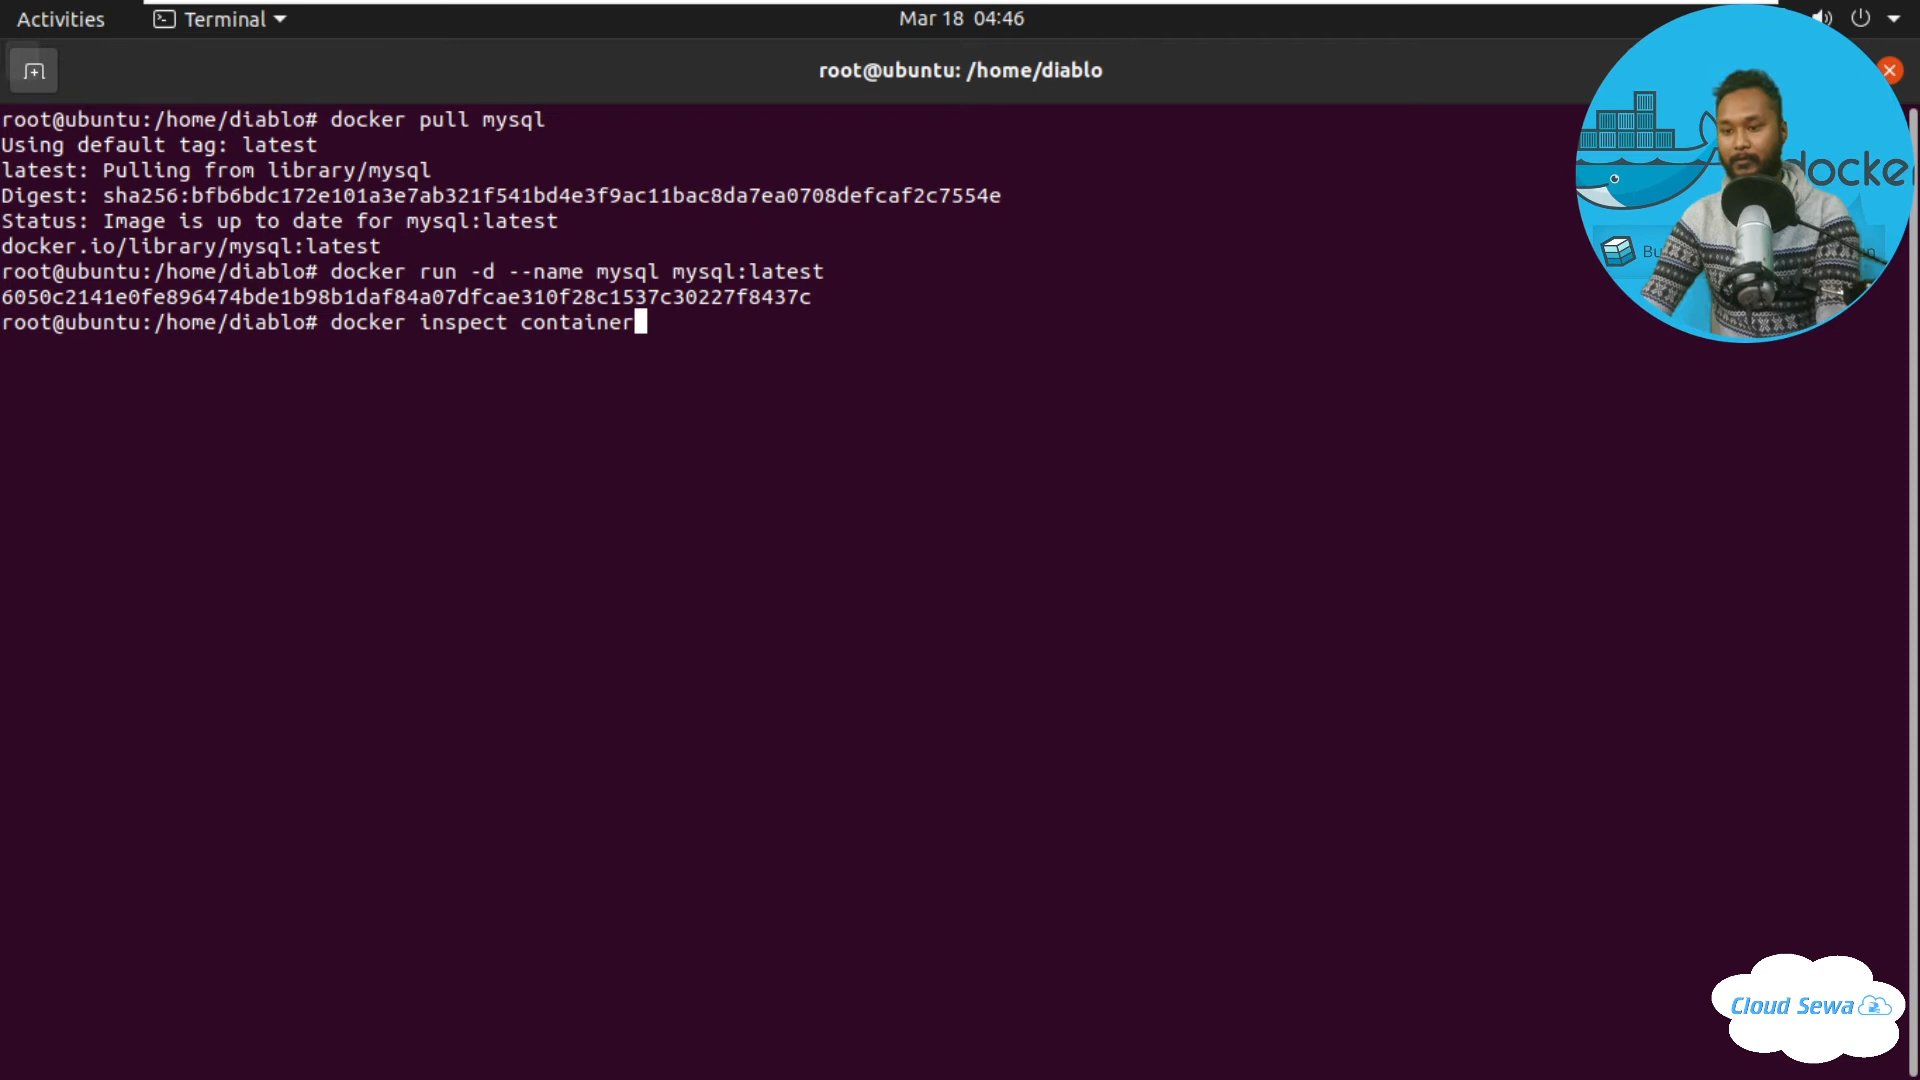 Activities Terminal Mar 18 04:46
root@ubuntu: /home/diablo
root@ubuntu:/home/diablo# docker pull mysql
Using default tag: latest
latest: Pulling from library/mysql
Digest: sha256:bfb6bdc172e101a3e7ab321f541bd4e3f9ac11bac8da7ea0708defcaf2c7554e
Status: Image is up to date for mysql:latest
docker.io/library/mysql:latest
root@ubuntu:/home/diablo# docker run -d --name mysql mysql:latest
6050c2141e0fe896474bde1b98b1daf84a07dfcae310f28c1537c30227f8437c
root@ubuntu:/home/diablo# docker inspect container
docke
Cloud Sewa